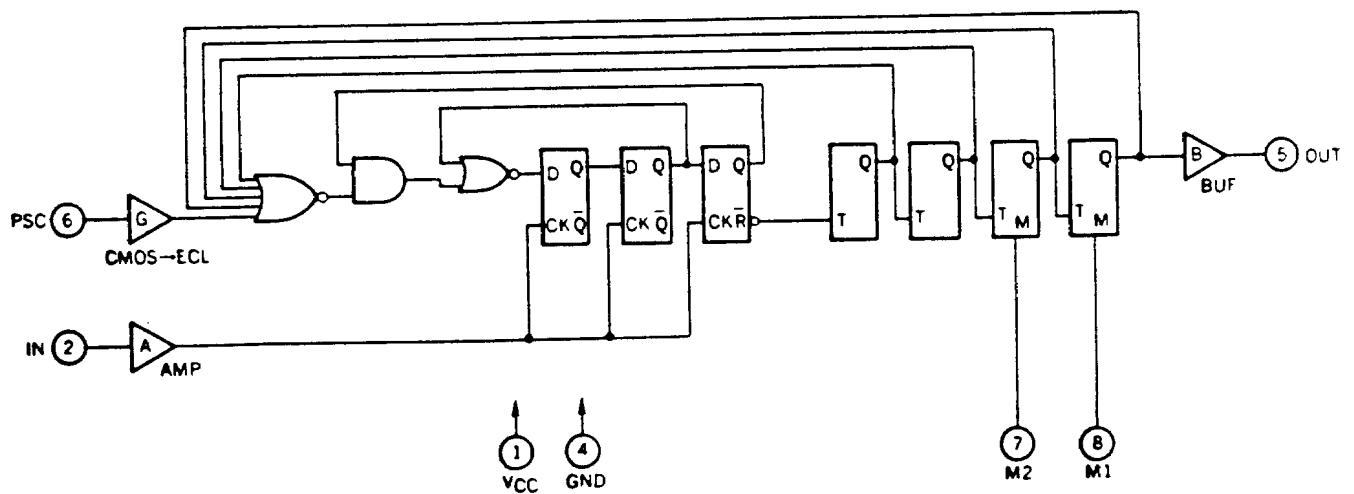 D Q
D Q
D Q
Q
Q
Q
Q
B
5 OUT
BUF
PSC 6
G
CK Q̅
CK Q̅
CK R̅
T
T
T
M
T
M
CMOS→ECL
IN 2
A
AMP
1
VCC
4
GND
7
M2
8
M1